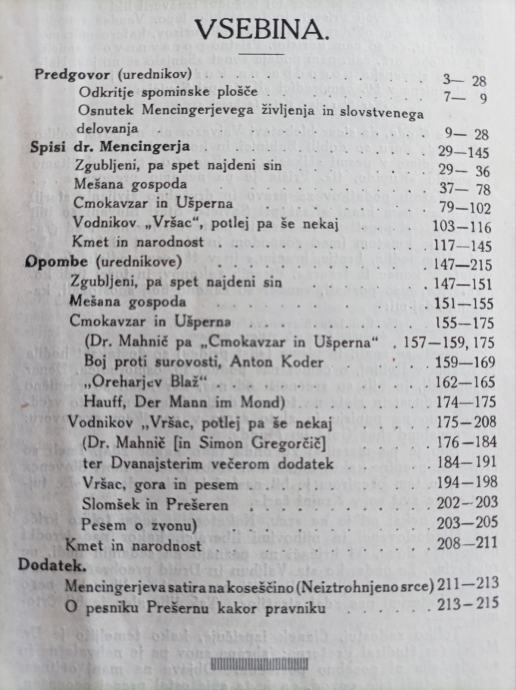 VSEBINA.
Predgovor (urednikov) . . . . . . . . . . 3— 28
Odkritje spominske plošče . . . . . . . 7— 9
Osnutek Mencingerjevega življenja in slovstvenega
delovanja . . . . . . . . . . . . 9— 28
Spisi dr. Mencingerja . . . . . . . . . . 29—145
Zgubljeni, pa spet najdeni sin . . . . . . 29— 36
Mešana gospoda . . . . . . . . . . 37— 78
Cmokavzar in Ušperna . . . . . . . . 79—102
Vodnikov „Vršac“, potlej pa še nekaj . . . . 103—116
Kmet in narodnost . . . . . . . . . 117—145
Opombe (urednikove) . . . . . . . . . . 147—215
Zgubljeni, pa spet najdeni sin . . . . . . 147—151
Mešana gospoda . . . . . . . . . . 151—155
Cmokavzar in Ušperna . . . . . . . . 155—175
(Dr. Mahnič pa „Cmokavzar in Ušperna“ . 157—159, 175
Boj proti surovosti, Anton Koder . . . . 159—169
„Oreharjev Blaž“ . . . . . . . . . 162—165
Hauff, Der Mann im Mond) . . . . . . 174—175
Vodnikov „Vršac, potlej pa še nekaj . . . . 175—208
(Dr. Mahnič [in Simon Gregorčič] . . . . 176—184
ter Dvanajsterim večerom dodatek . . . . 184—191
Vršac, gora in pesem . . . . . . . . 194—198
Slomšek in Prešeren . . . . . . . . 202—203
Pesem o zvonu) . . . . . . . . . 203—205
Kmet in narodnost . . . . . . . . . 208—211
Dodatek.
Mencingerjeva satira na koseščino (Neiztrohnjeno srce) 211—213
O pesniku Prešernu kakor pravniku . . . . . 213—215